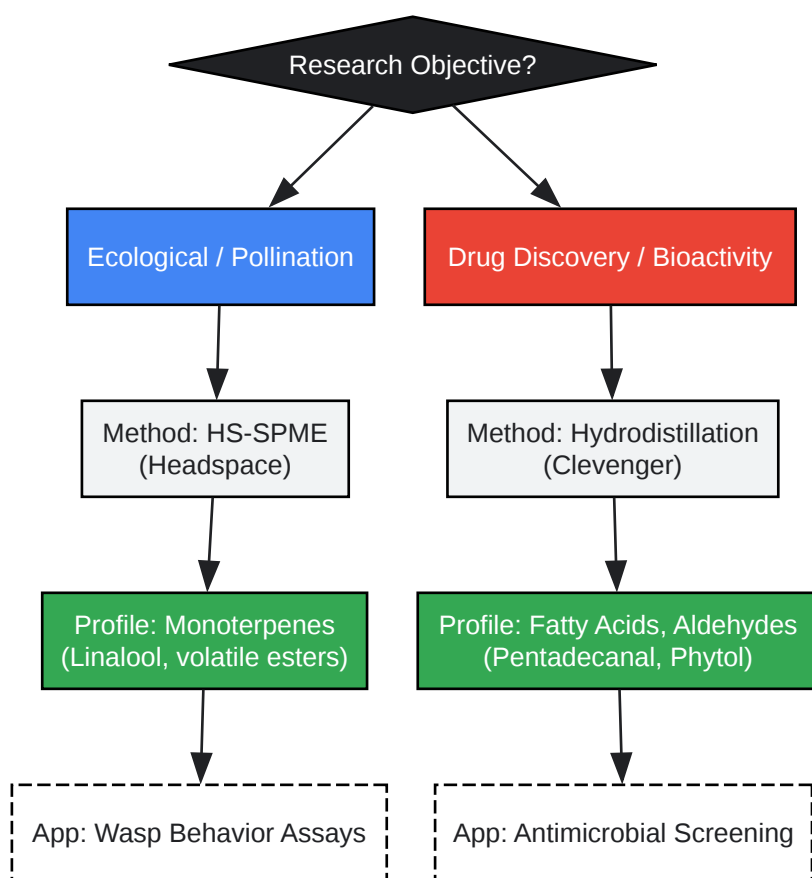 Research Objective?
Ecological / Pollination
Drug Discovery / Bioactivity
Method: HS-SPME
(Headspace)
Method: Hydrodistillation
(Clevenger)
Profile: Monoterpenes
(Linalool, volatile esters)
Profile: Fatty Acids, Aldehydes
(Pentadecanal, Phytol)
App: Wasp Behavior Assays
App: Antimicrobial Screening